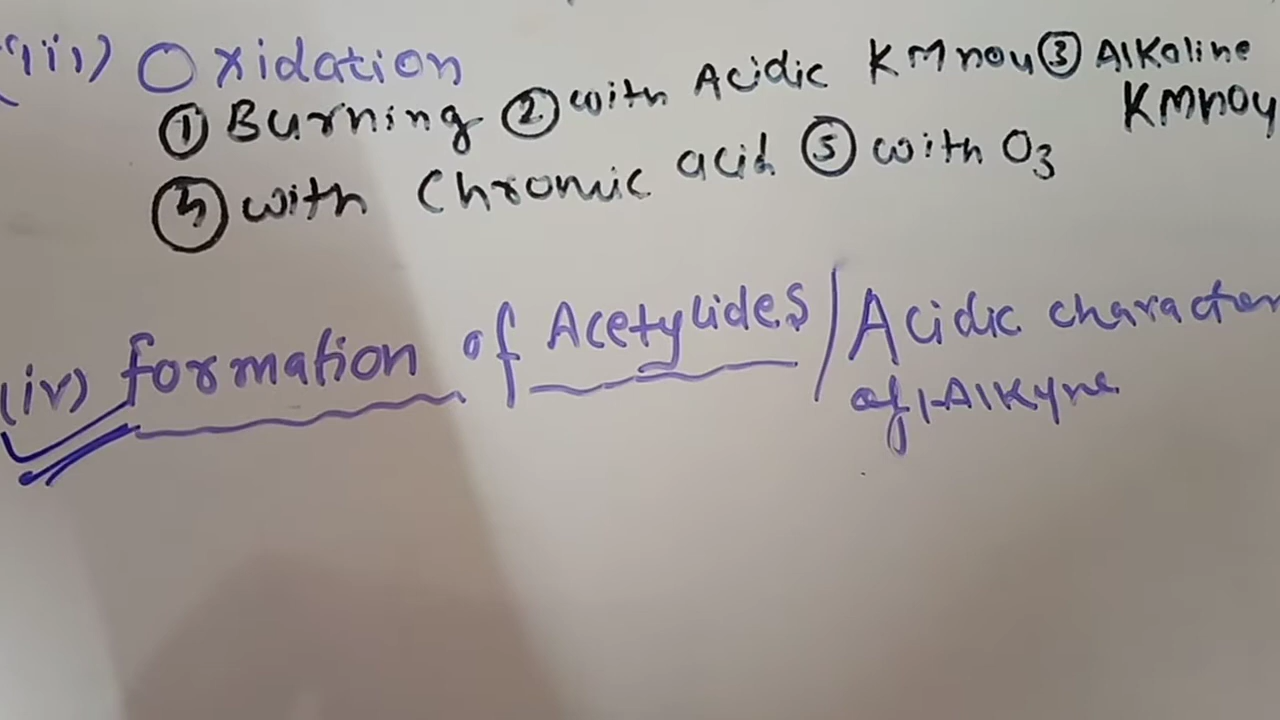 (iii) Oxidation
① Burning ② with Acidic KMnO4 ③ Alkaline
KMnO4
④ with Chromic acid ⑤ with O3
(iv) Formation of Acetylides / Acidic character
of 1-Alkyne